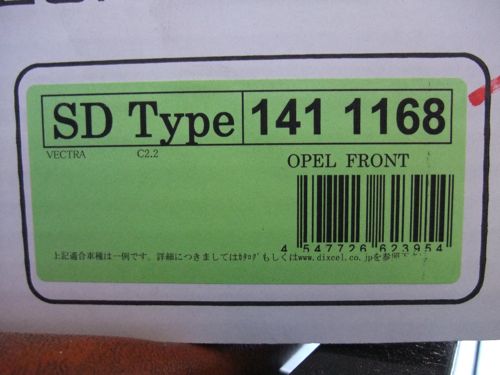 SD Type 141 1168
VECTRA C2.2 OPEL FRONT
4 547726 623954
上記適合車種は一例です。詳細につきましてはｶﾀﾛｸﾞもしくはwww.dixcel.co.jpを参照